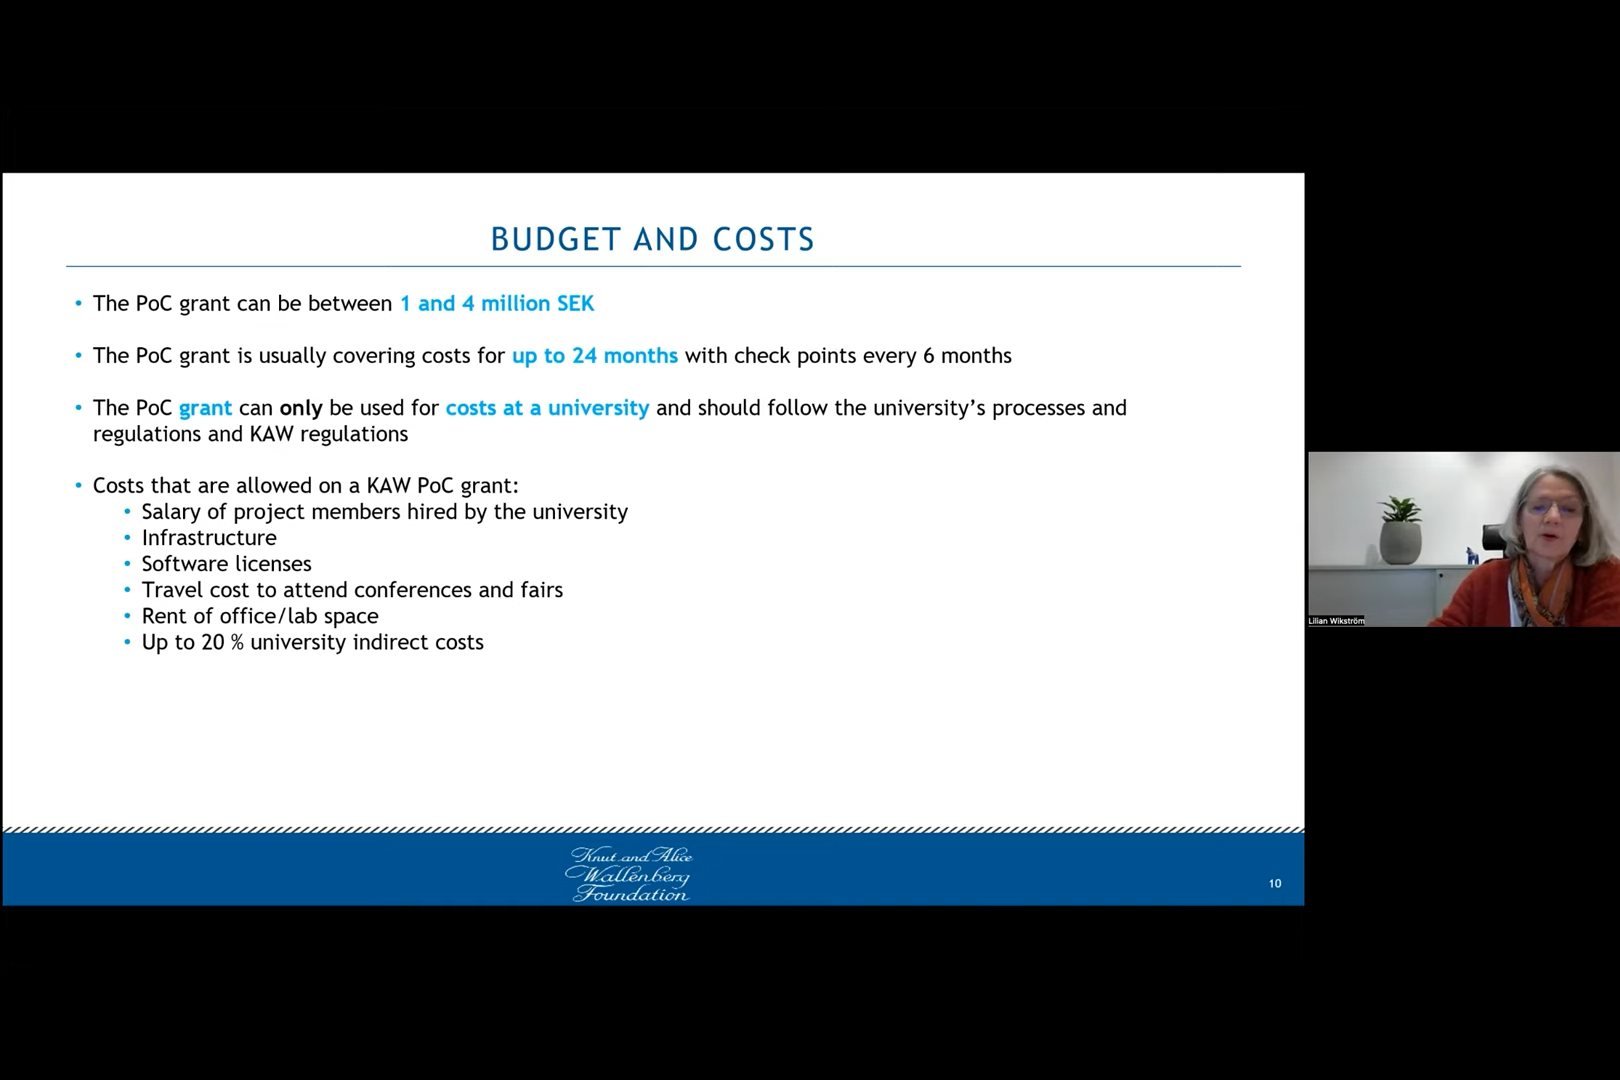 BUDGET AND COSTS
• The PoC grant can be between 1 and 4 million SEK
• The PoC grant is usually covering costs for up to 24 months with check points every 6 months
• The PoC grant can only be used for costs at a university and should follow the university’s processes and
regulations and KAW regulations
• Costs that are allowed on a KAW PoC grant:
• Salary of project members hired by the university
• Infrastructure
• Software licenses
• Travel cost to attend conferences and fairs
• Rent of office/lab space
• Up to 20 % university indirect costs
Lilian Wikström
Knut and Alice
Wallenberg
Foundation
10